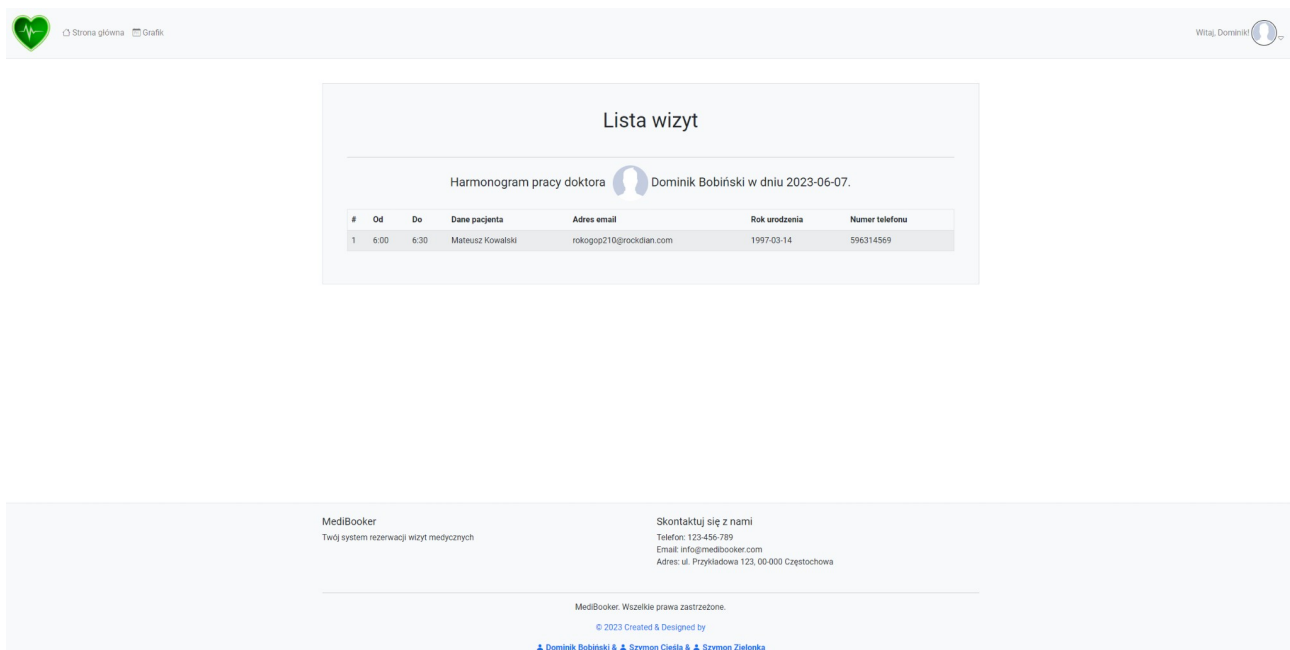 Strona główna Grafik Witaj, Dominik!
Lista wizyt
Harmonogram pracy doktora Dominik Bobiński w dniu 2023-06-07.
# Od Do Dane pacjenta Adres email Rok urodzenia Numer telefonu
1 6:00 6:30 Mateusz Kowalski rokogop210@rockdian.com 1997-03-14 596314569
MediBooker
Twój system rezerwacji wizyt medycznych
Skontaktuj się z nami
Telefon: 123-456-789
Email: info@medibooker.com
Adres: ul. Przykładowa 123, 00-000 Częstochowa
MediBooker. Wszelkie prawa zastrzeżone.
© 2023 Created & Designed by
Dominik Bobiński & Szymon Cieśla & Szymon Zielonka